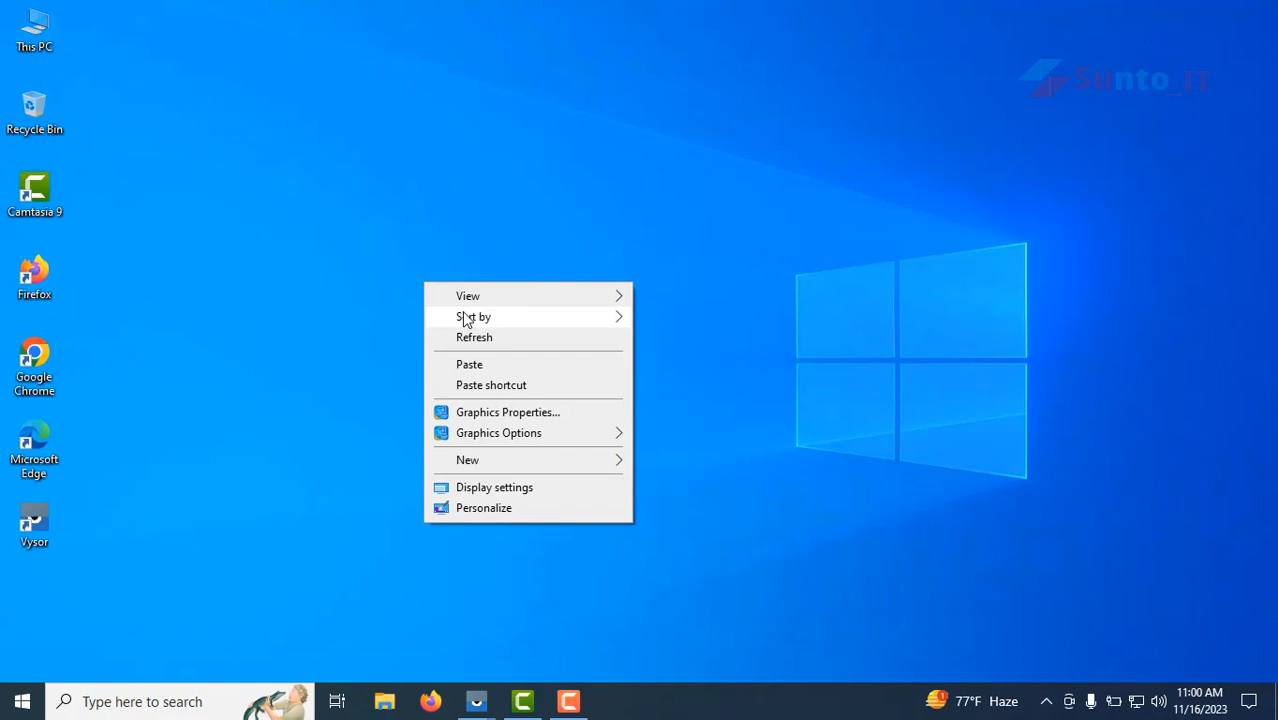 This PC
Recycle Bin
Camtasia 9
Firefox
Google
Chrome
Microsoft
Edge
Vysor
Sunto_IT
View
Sort by
Refresh
Paste
Paste shortcut
Graphics Properties...
Graphics Options
New
Display settings
Personalize
Type here to search
77°F Haze
11:00 AM
11/16/2023